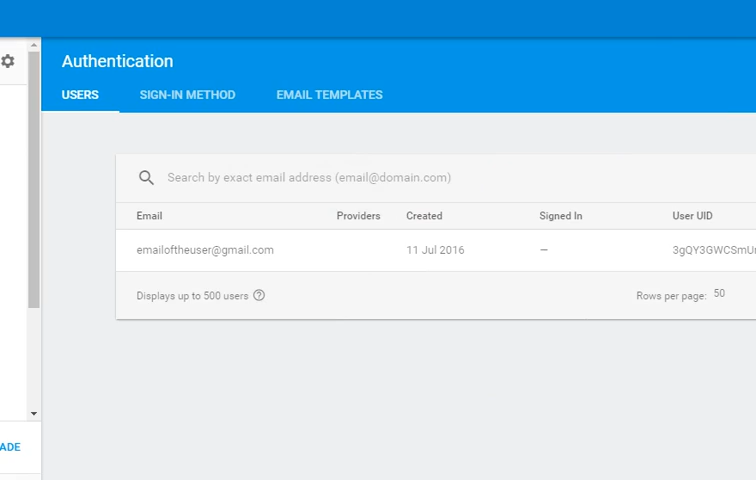 Authentication
USERS SIGN-IN METHOD EMAIL TEMPLATES
Search by exact email address (email@domain.com)
Email Providers Created Signed In User UID
emailoftheuser@gmail.com 11 Jul 2016 —
Displays up to 500 users Rows per page: 50
ADE